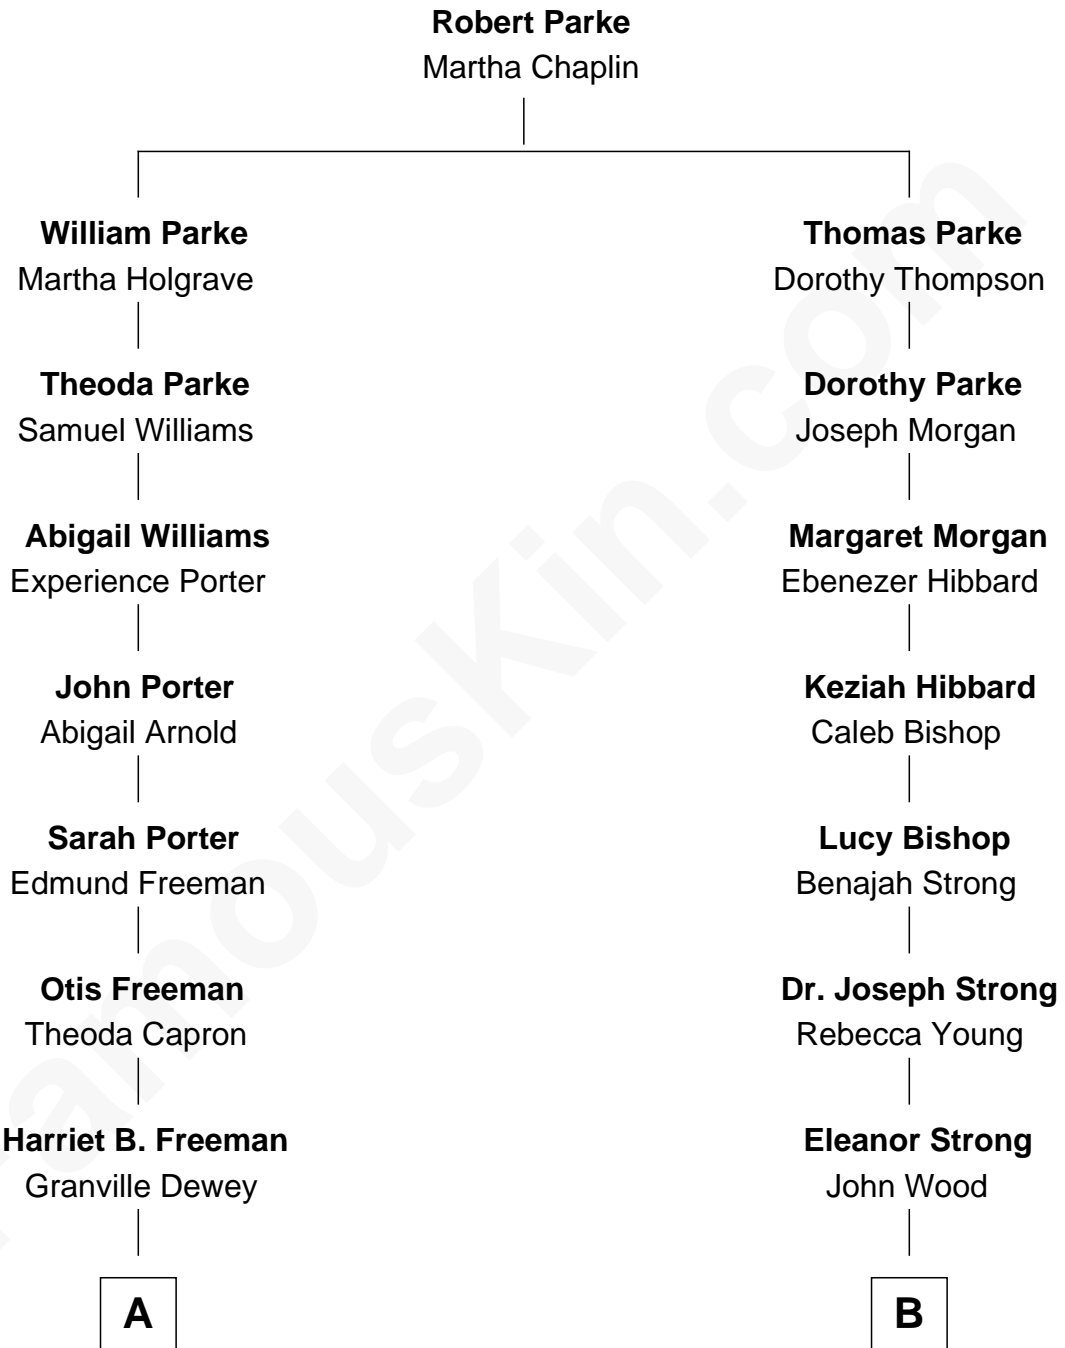 Robert Parke
Martha Chaplin
William Parke
Martha Holgrave
Thomas Parke
Dorothy Thompson
Theoda Parke
Samuel Williams
Dorothy Parke
Joseph Morgan
Abigail Williams
Experience Porter
Margaret Morgan
Ebenezer Hibbard
John Porter
Abigail Arnold
Keziah Hibbard
Caleb Bishop
Sarah Porter
Edmund Freeman
Lucy Bishop
Benajah Strong
Otis Freeman
Theoda Capron
Dr. Joseph Strong
Rebecca Young
Harriet B. Freeman
Granville Dewey
Eleanor Strong
John Wood
A
B
FamousKin.com